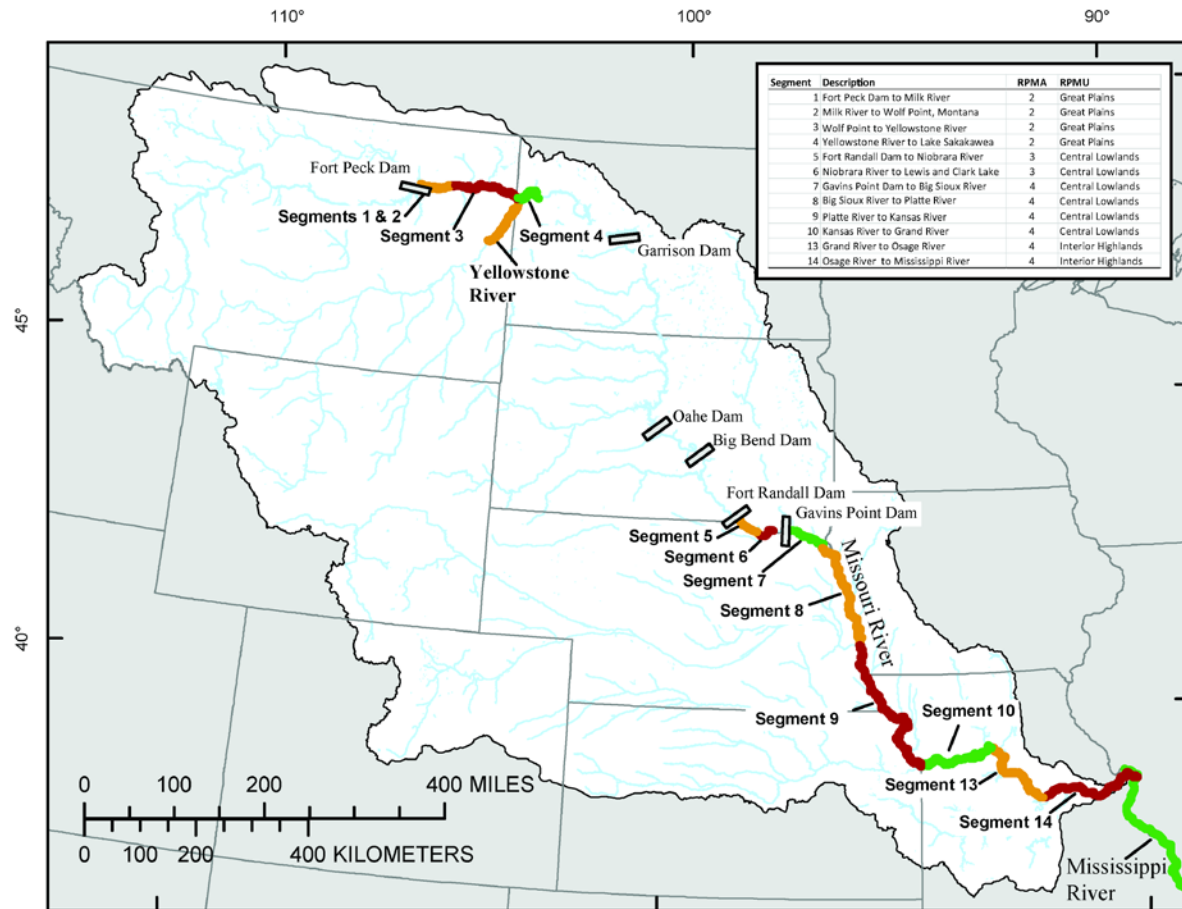 110°
100°
90°
Segment Description RPMA RPMU
1 Fort Peck Dam to Milk River 2 Great Plains
2 Milk River to Wolf Point, Montana 2 Great Plains
3 Wolf Point to Yellowstone River 2 Great Plains
4 Yellowstone River to Lake Sakakawea 2 Great Plains
5 Fort Randall Dam to Niobrara River 3 Central Lowlands
6 Niobrara River to Lewis and Clark Lake 3 Central Lowlands
7 Gavins Point Dam to Big Sioux River 4 Central Lowlands
8 Big Sioux River to Platte River 4 Central Lowlands
9 Platte River to Kansas River 4 Central Lowlands
10 Kansas River to Grand River 4 Central Lowlands
13 Grand River to Osage River 4 Interior Highlands
14 Osage River to Mississippi River 4 Interior Highlands
Fort Peck Dam
Segments 1 & 2
Segment 3
Segment 4
Garrison Dam
Yellowstone
River
45°
Oahe Dam
Big Bend Dam
Fort Randall Dam
Gavins Point Dam
Segment 5
Segment 6
Segment 7
Missouri River
Segment 8
40°
Segment 9
Segment 10
Segment 13
Segment 14
0 100 200 400 MILES
0 100 200 400 KILOMETERS
Mississippi
River